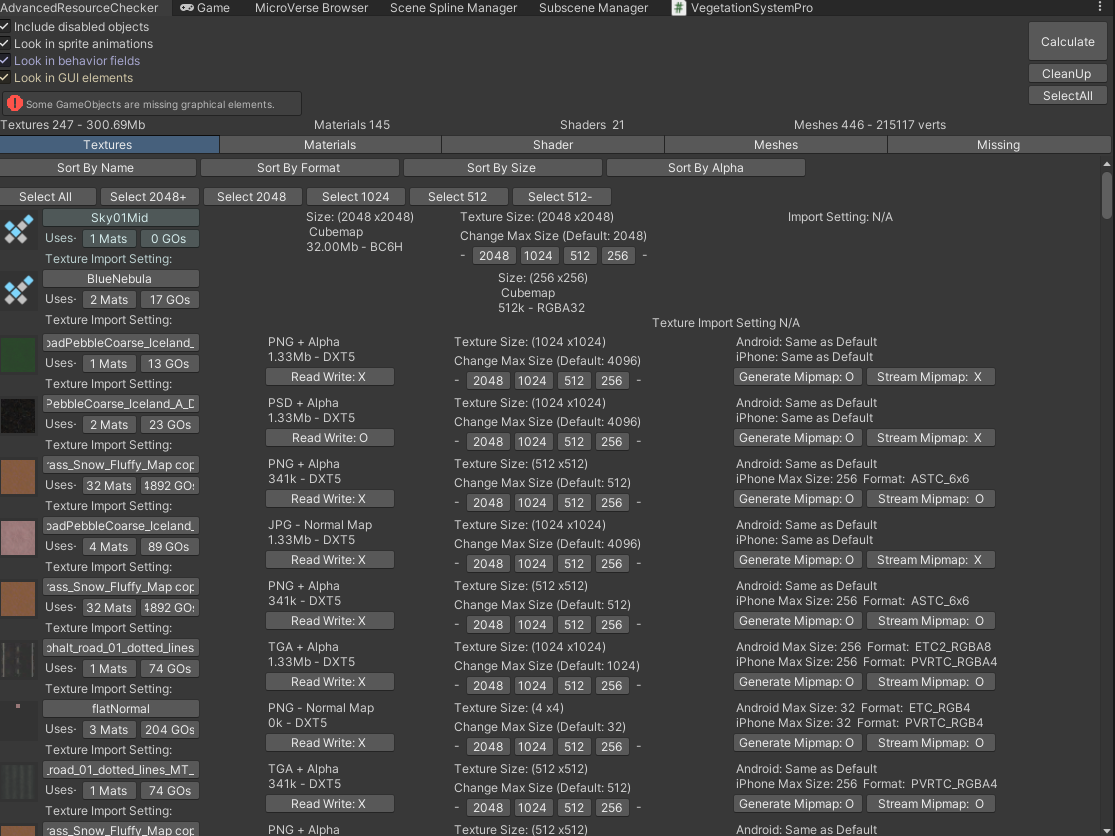 AdvancedResourceChecker Game MicroVerse Browser Scene Spline Manager Subscene Manager # VegetationSystemPro
Include disabled objects
Look in sprite animations
Look in behavior fields
Look in GUI elements
Calculate
CleanUp
SelectAll
Some GameObjects are missing graphical elements.
Textures 247 - 300.69Mb Materials 145 Shaders 21 Meshes 446 - 215117 verts
Textures Materials Shader Meshes Missing
Sort By Name Sort By Format Sort By Size Sort By Alpha
Select All Select 2048+ Select 2048 Select 1024 Select 512 Select 512-
Sky01Mid Size: (2048 x2048) Texture Size: (2048 x2048) Import Setting: N/A
Cubemap Change Max Size (Default: 2048)
Uses· 1 Mats 0 GOs 32.00Mb - BC6H
- 2048 1024 512 256 -
Texture Import Setting:
BlueNebula Size: (256 x256)
Cubemap
Uses· 2 Mats 17 GOs 512k - RGBA32
Texture Import Setting: Texture Import Setting N/A
oadPebbleCoarse_Iceland_ PNG + Alpha Texture Size: (1024 x1024) Android: Same as Default
1.33Mb - DXT5 Change Max Size (Default: 4096) iPhone: Same as Default
Uses· 1 Mats 13 GOs
Read Write: X - 2048 1024 512 256 - Generate Mipmap: O Stream Mipmap: X
Texture Import Setting:
PebbleCoarse_Iceland_A_D PSD + Alpha Texture Size: (1024 x1024) Android: Same as Default
1.33Mb - DXT5 Change Max Size (Default: 4096) iPhone: Same as Default
Uses· 2 Mats 23 GOs
Read Write: O - 2048 1024 512 256 - Generate Mipmap: O Stream Mipmap: X
Texture Import Setting:
rass_Snow_Fluffy_Map cop PNG + Alpha Texture Size: (512 x512) Android: Same as Default
341k - DXT5 Change Max Size (Default: 512) iPhone Max Size: 256 Format: ASTC_6x6
Uses· 32 Mats 4892 GOs
Read Write: X - 2048 1024 512 256 - Generate Mipmap: O Stream Mipmap: O
Texture Import Setting:
oadPebbleCoarse_Iceland_ JPG - Normal Map Texture Size: (1024 x1024) Android: Same as Default
1.33Mb - DXT5 Change Max Size (Default: 4096) iPhone: Same as Default
Uses· 4 Mats 89 GOs
Read Write: X - 2048 1024 512 256 - Generate Mipmap: O Stream Mipmap: X
Texture Import Setting:
rass_Snow_Fluffy_Map cop PNG + Alpha Texture Size: (512 x512) Android: Same as Default
341k - DXT5 Change Max Size (Default: 512) iPhone Max Size: 256 Format: ASTC_6x6
Uses· 32 Mats 4892 GOs
Read Write: X - 2048 1024 512 256 - Generate Mipmap: O Stream Mipmap: O
Texture Import Setting:
phalt_road_01_dotted_lines TGA + Alpha Texture Size: (1024 x1024) Android Max Size: 256 Format: ETC2_RGBA8
1.33Mb - DXT5 Change Max Size (Default: 1024) iPhone Max Size: 256 Format: PVRTC_RGBA4
Uses· 1 Mats 74 GOs
Read Write: X - 2048 1024 512 256 - Generate Mipmap: O Stream Mipmap: O
Texture Import Setting:
flatNormal PNG - Normal Map Texture Size: (4 x4) Android Max Size: 32 Format: ETC_RGB4
0k - DXT5 Change Max Size (Default: 32) iPhone Max Size: 32 Format: PVRTC_RGB4
Uses· 3 Mats 204 GOs
Read Write: X - 2048 1024 512 256 - Generate Mipmap: O Stream Mipmap: O
Texture Import Setting:
_road_01_dotted_lines_MT_ TGA + Alpha Texture Size: (512 x512) Android: Same as Default
341k - DXT5 Change Max Size (Default: 512) iPhone Max Size: 256 Format: PVRTC_RGBA4
Uses· 1 Mats 74 GOs
Read Write: X - 2048 1024 512 256 - Generate Mipmap: O Stream Mipmap: O
Texture Import Setting:
rass_Snow_Fluffy_Map cop PNG + Alpha Texture Size: (512 x512) Android: Same as Default